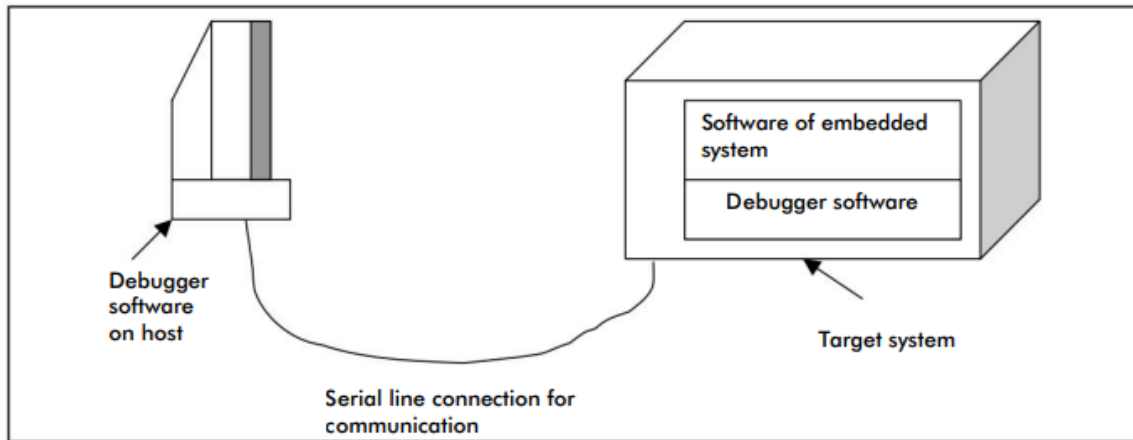 Software of embedded
system
Debugger software
Debugger
software
on host
Target system
Serial line connection for
communication